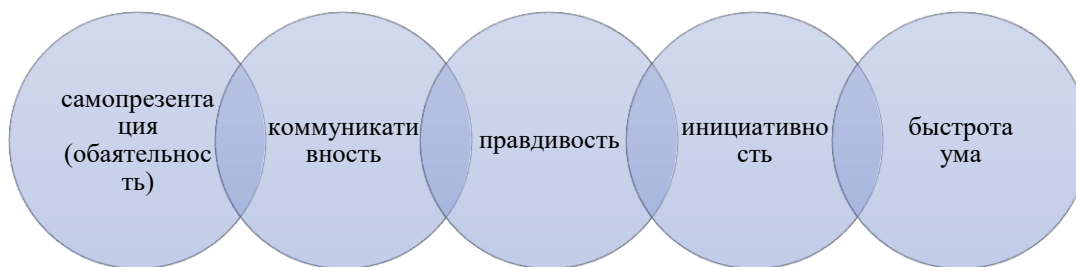 самопрезента
ция
(обаятельнос
ть)
коммуникати
вность
правдивость
инициативно
сть
быстрота
ума